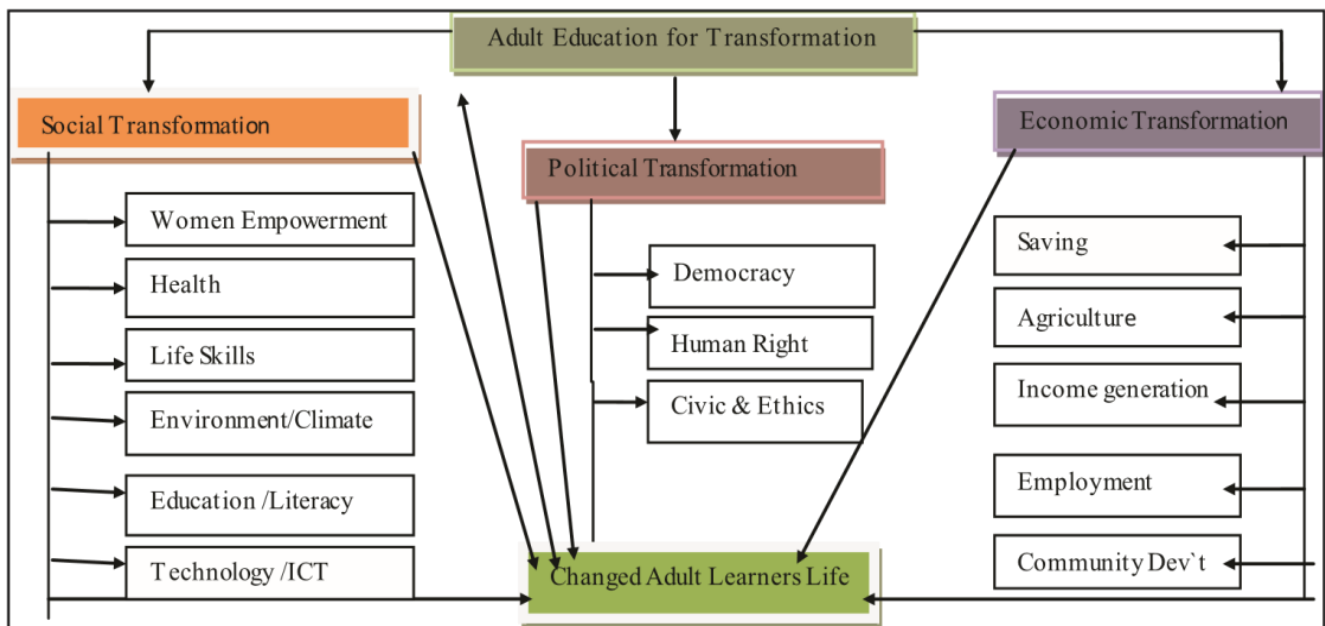 Adult Education for Transformation
Social Transformation
Women Empowerment
Health
Life Skills
Environment/Climate
Education /Literacy
Technology /ICT
Political Transformation
Democracy
Human Right
Civic & Ethics
Economic Transformation
Saving
Agriculture
Income generation
Employment
Community Dev`t
Changed Adult Learners Life